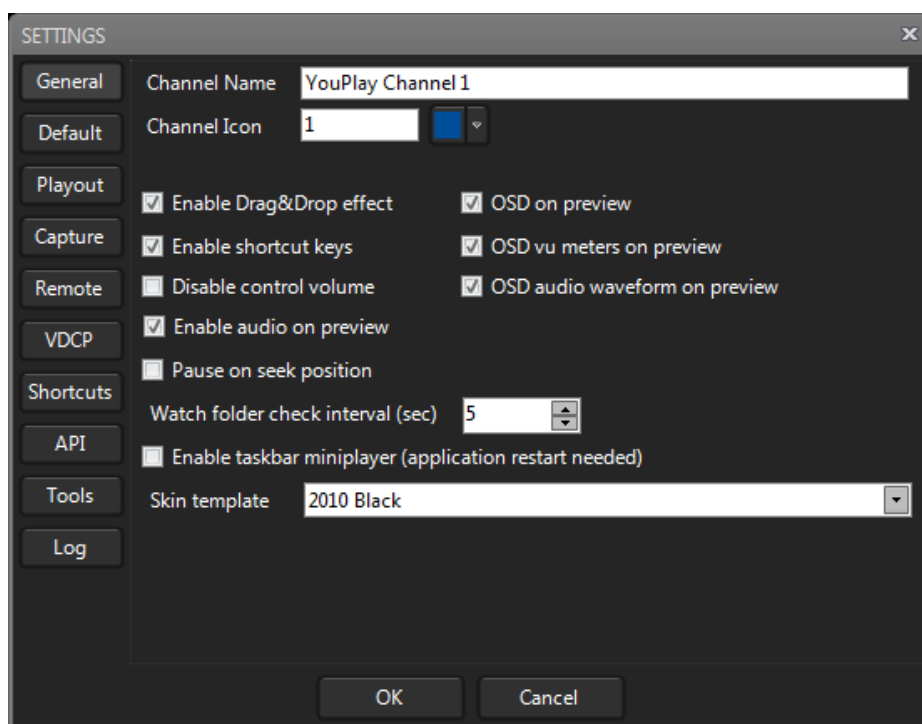 SETTINGS
General
Default
Playout
Capture
Remote
VDCP
Shortcuts
API
Tools
Log
Channel Name YouPlay Channel 1
Channel Icon 1
Enable Drag&Drop effect OSD on preview
Enable shortcut keys OSD vu meters on preview
Disable control volume OSD audio waveform on preview
Enable audio on preview
Pause on seek position
Watch folder check interval (sec) 5
Enable taskbar miniplayer (application restart needed)
Skin template 2010 Black
OK Cancel